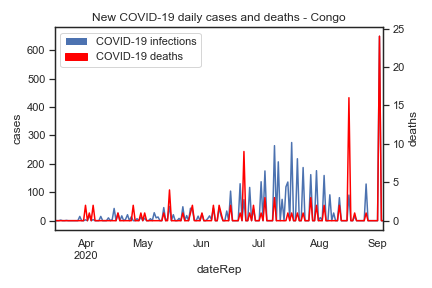 New COVID-19 daily cases and deaths - Congo
COVID-19 infections
COVID-19 deaths
600
500
400
300
200
100
0
cases
25
20
15
10
5
0
deaths
Apr
2020
May
Jun
Jul
Aug
Sep
dateRep